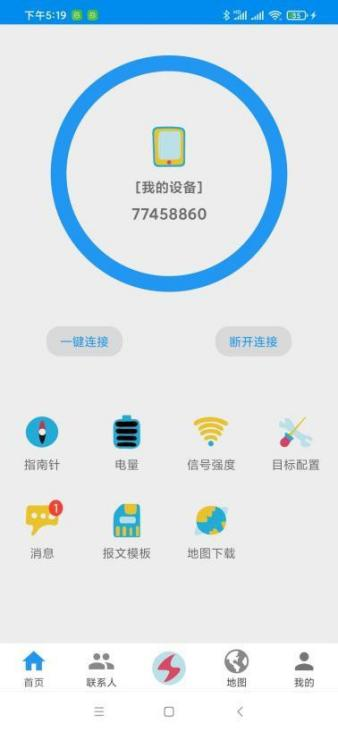 下午5:19
35
[我的设备]
77458860
一键连接 断开连接
指南针 电量 信号强度 目标配置
1
消息 报文模板 地图下载
首页 联系人 地图 我的